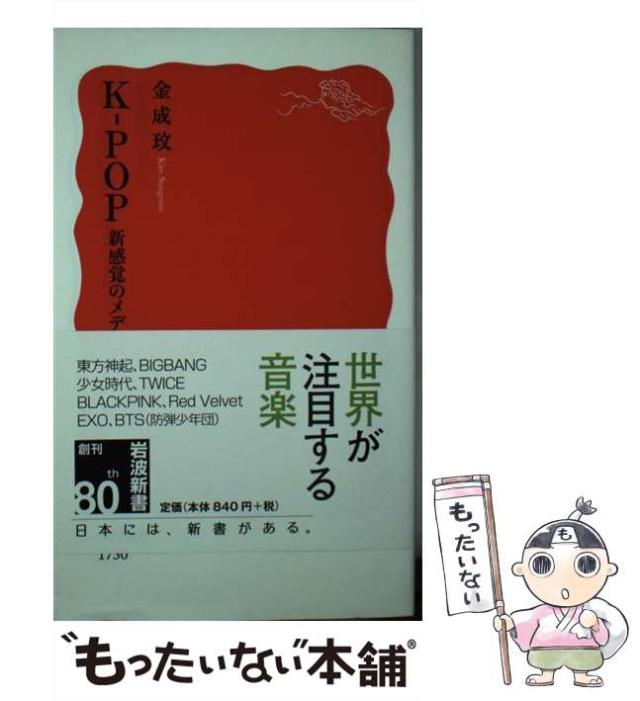 金成玟
Kim Sungmin
K-POP
新感覚のメデ
世界が
注目する
音楽
東方神起、BIGBANG
少女時代、TWICE
BLACKPINK、Red Velvet
EXO、BTS(防弾少年団)
創刊
80th
岩波新書
定価(本体840円+税)
日本には、新書がある。
1730
も
もったいない
“もったいない”本舗®